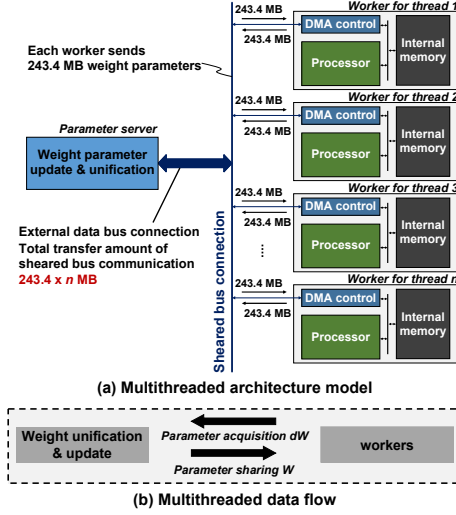 243.4 MB
Worker for thread 1
DMA control
243.4 MB
Internal
memory
Processor
Each worker sends
243.4 MB weight parameters
243.4 MB
Worker for thread 2
DMA control
243.4 MB
Internal
memory
Processor
Parameter server
Weight parameter
update & unification
243.4 MB
Worker for thread 3
DMA control
243.4 MB
Internal
memory
Processor
External data bus connection
Total transfer amount of
sheared bus communication
243.4 x n MB
Sheared bus connection
243.4 MB
Worker for thread n
DMA control
243.4 MB
Internal
memory
Processor
(a) Multithreaded architecture model
Weight unification
& update
Parameter acquisition dW
Parameter sharing W
workers
(b) Multithreaded data flow